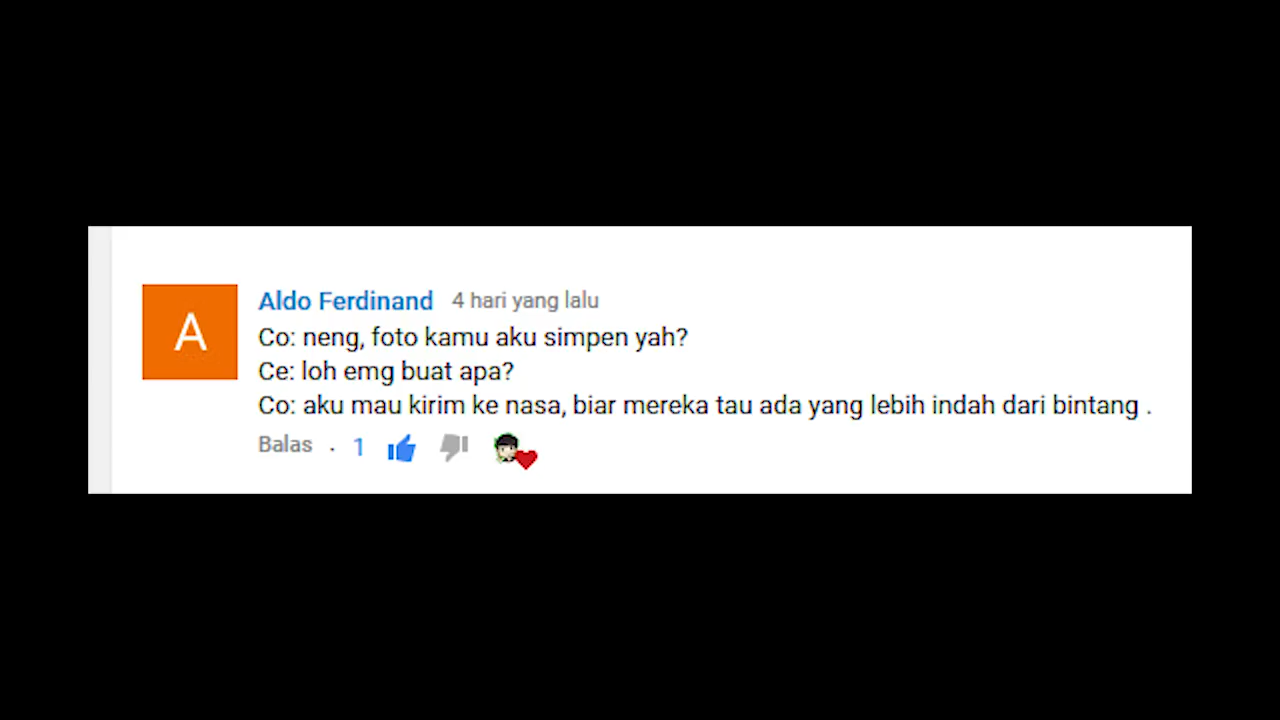 A
Aldo Ferdinand 4 hari yang lalu
Co: neng, foto kamu aku simpen yah?
Ce: loh emg buat apa?
Co: aku mau kirim ke nasa, biar mereka tau ada yang lebih indah dari bintang .
Balas . 1